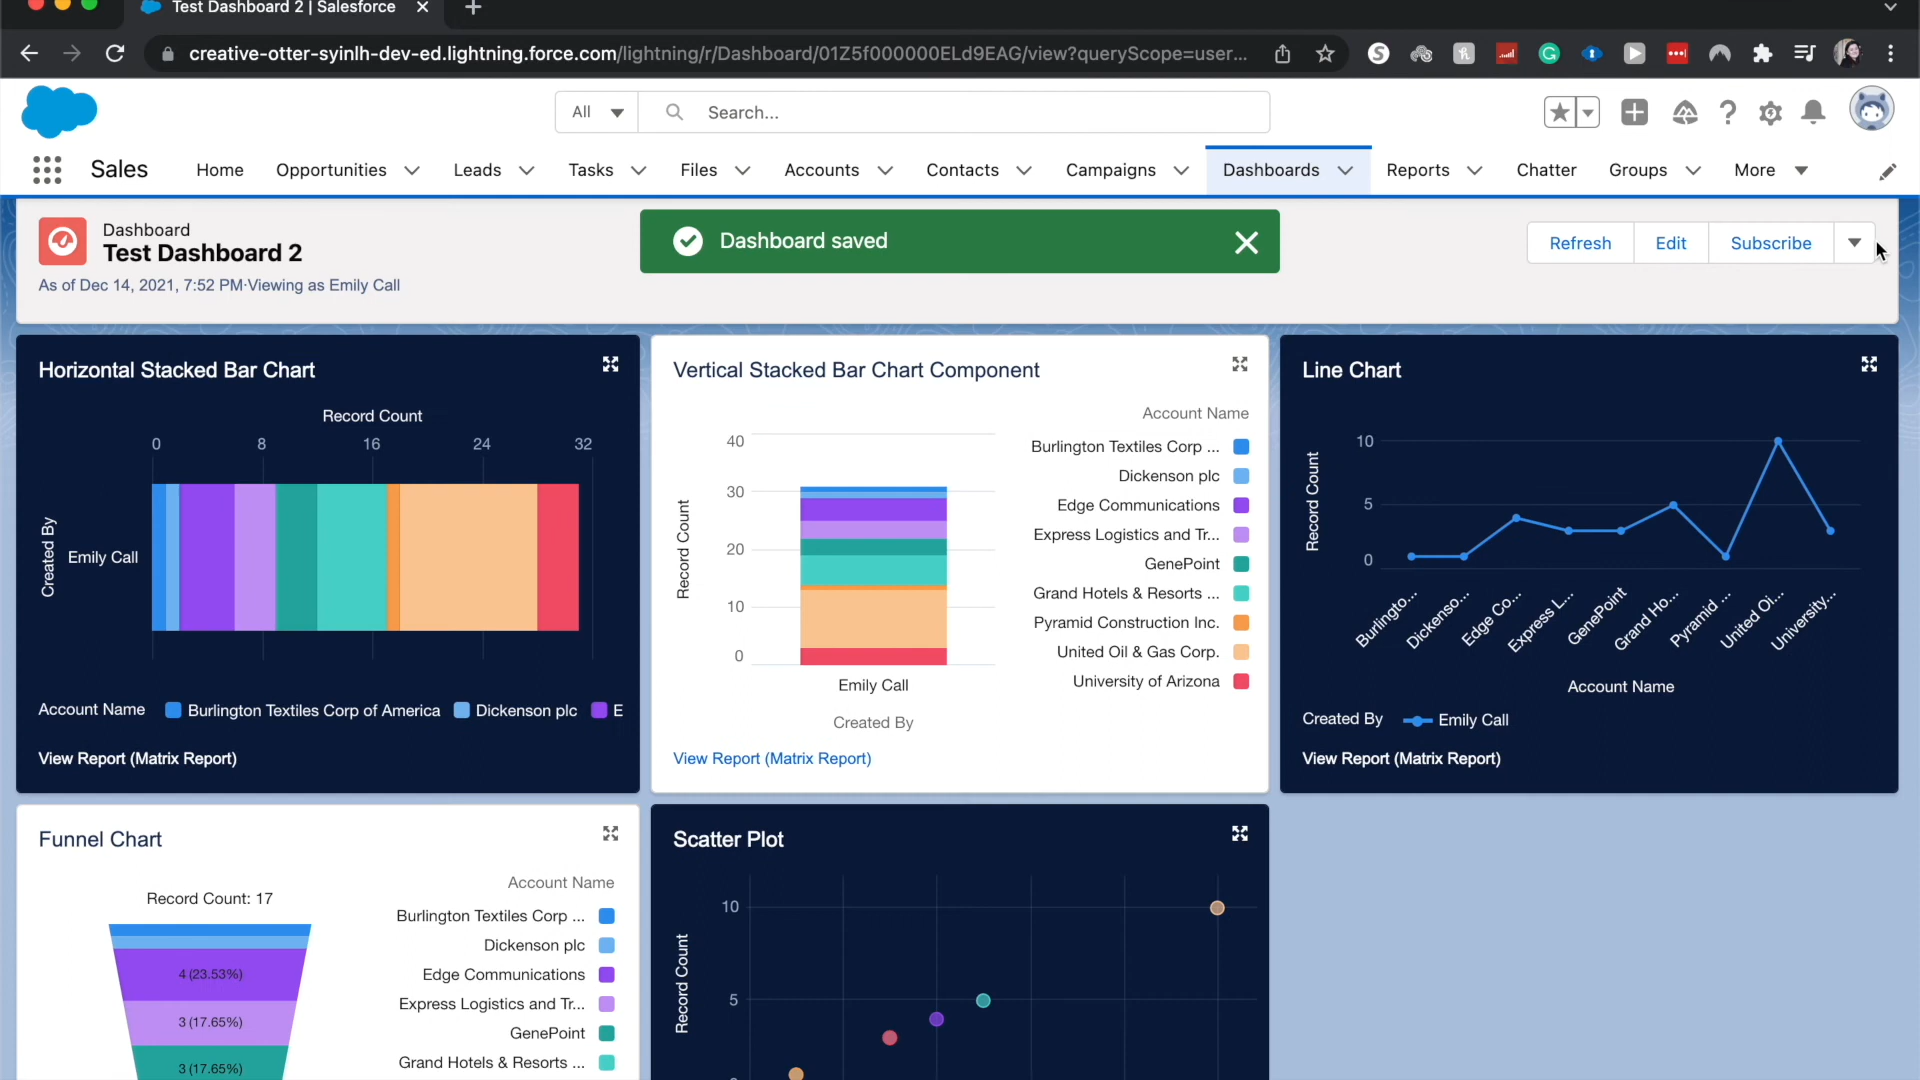 Test Dashboard 2 | Salesforce
creative-otter-syinlh-dev-ed.lightning.force.com/lightning/r/Dashboard/01Z5f000000ELd9EAG/view?queryScope=user...
All
Search...
Sales
Home
Opportunities
Leads
Tasks
Files
Accounts
Contacts
Campaigns
Dashboards
Reports
Chatter
Groups
More
Dashboard
Test Dashboard 2
As of Dec 14, 2021, 7:52 PM·Viewing as Emily Call
Dashboard saved
Refresh
Edit
Subscribe
Horizontal Stacked Bar Chart
Record Count
0 8 16 24 32
Created By
Emily Call
Account Name Burlington Textiles Corp of America Dickenson plc E
View Report (Matrix Report)
Vertical Stacked Bar Chart Component
Account Name
40
30
20
10
0
Record Count
Emily Call
Created By
Burlington Textiles Corp ...
Dickenson plc
Edge Communications
Express Logistics and Tr...
GenePoint
Grand Hotels & Resorts ...
Pyramid Construction Inc.
United Oil & Gas Corp.
University of Arizona
View Report (Matrix Report)
Line Chart
10
5
0
Record Count
Burlingto...
Dickenso...
Edge Co...
Express L...
GenePoint
Grand Ho...
Pyramid ...
United Oi...
University...
Account Name
Created By Emily Call
View Report (Matrix Report)
Funnel Chart
Account Name
Record Count: 17
4 (23.53%)
3 (17.65%)
3 (17.65%)
Burlington Textiles Corp ...
Dickenson plc
Edge Communications
Express Logistics and Tr...
GenePoint
Grand Hotels & Resorts ...
Scatter Plot
10
5
Record Count